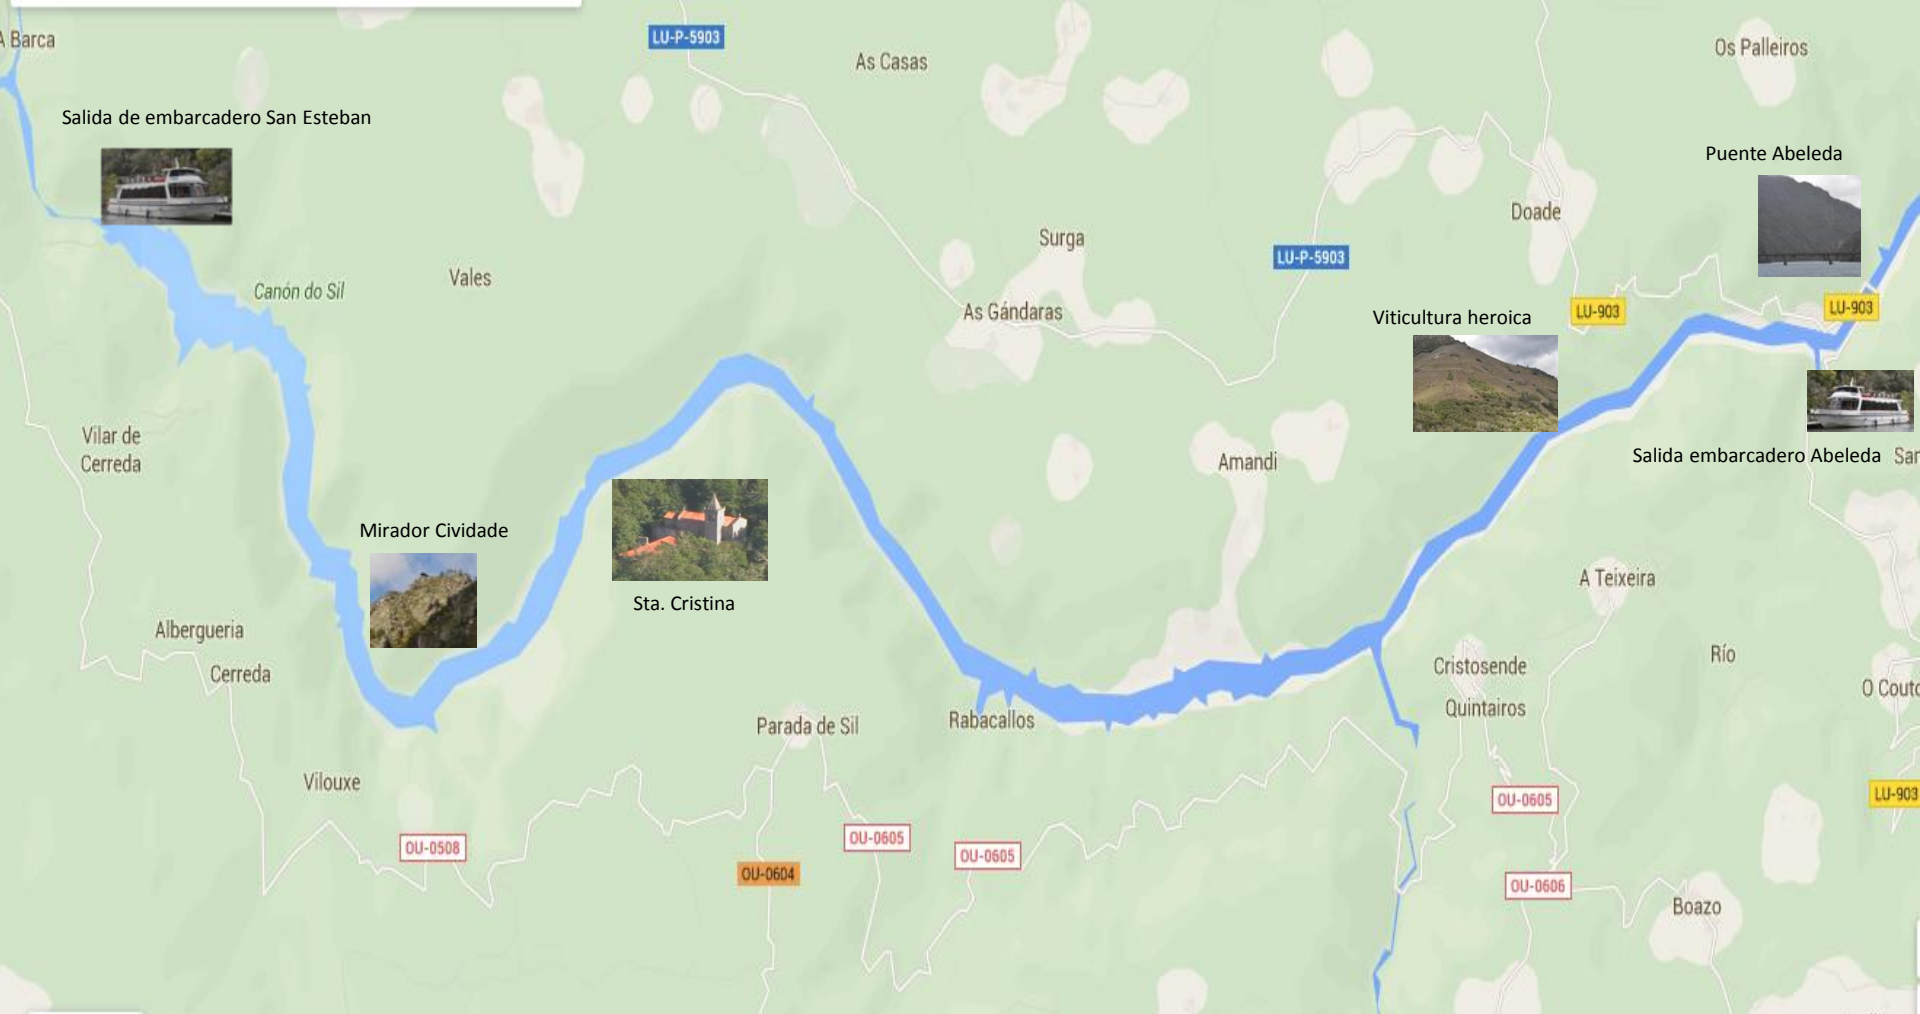 A Barca
LU-P-5903
As Casas
Os Palleiros
Salida de embarcadero San Esteban
Puente Abeleda
Doade
Surga
LU-P-5903
Vales
Canón do Sil
As Gándaras
Viticultura heroica
LU-903
LU-903
Vilar de
Cerreda
Amandi
Salida embarcadero Abeleda
Mirador Cividade
A Teixeira
Sta. Cristina
Albergueria
Cerreda
Cristosende
Río
O Couto
Quintairos
Parada de Sil
Rabacallos
Vilouxe
LU-903
OU-0605
OU-0605
OU-0508
OU-0605
OU-0604
OU-0606
Boazo